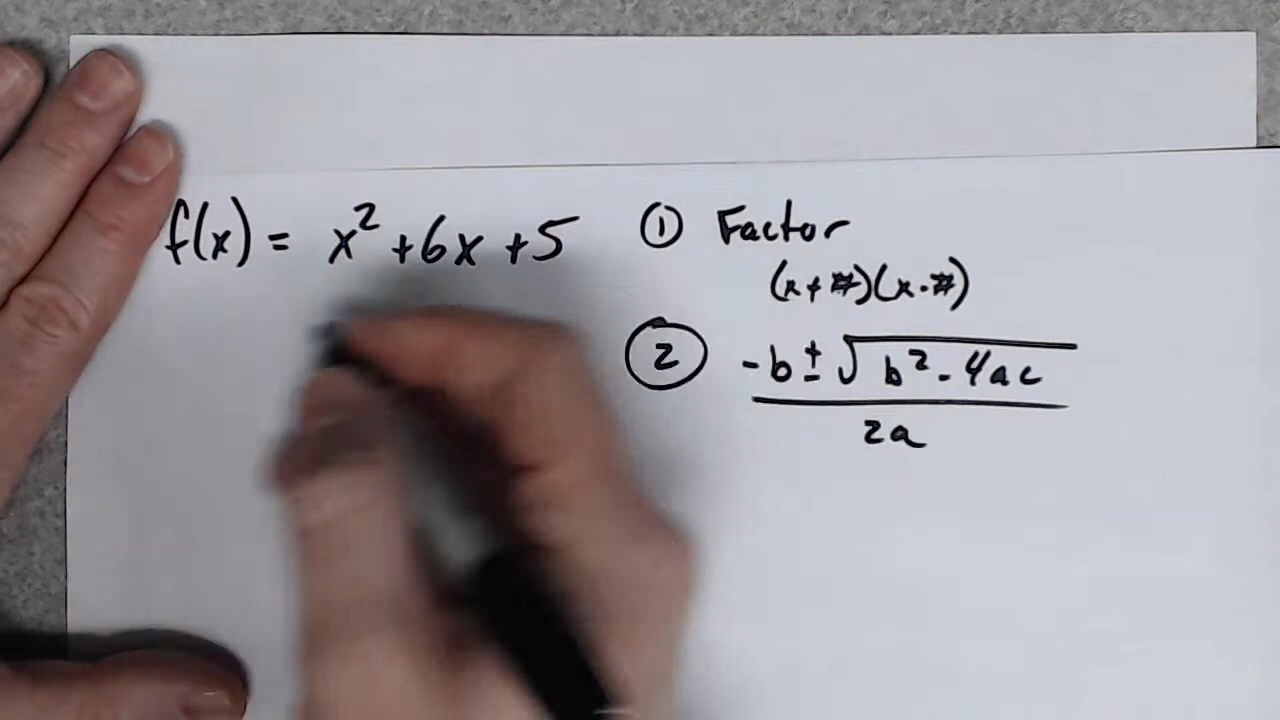 f(x) = x² +6x +5
① Factor
(x + #)(x - #)
② -b ± √b² - 4ac
2a